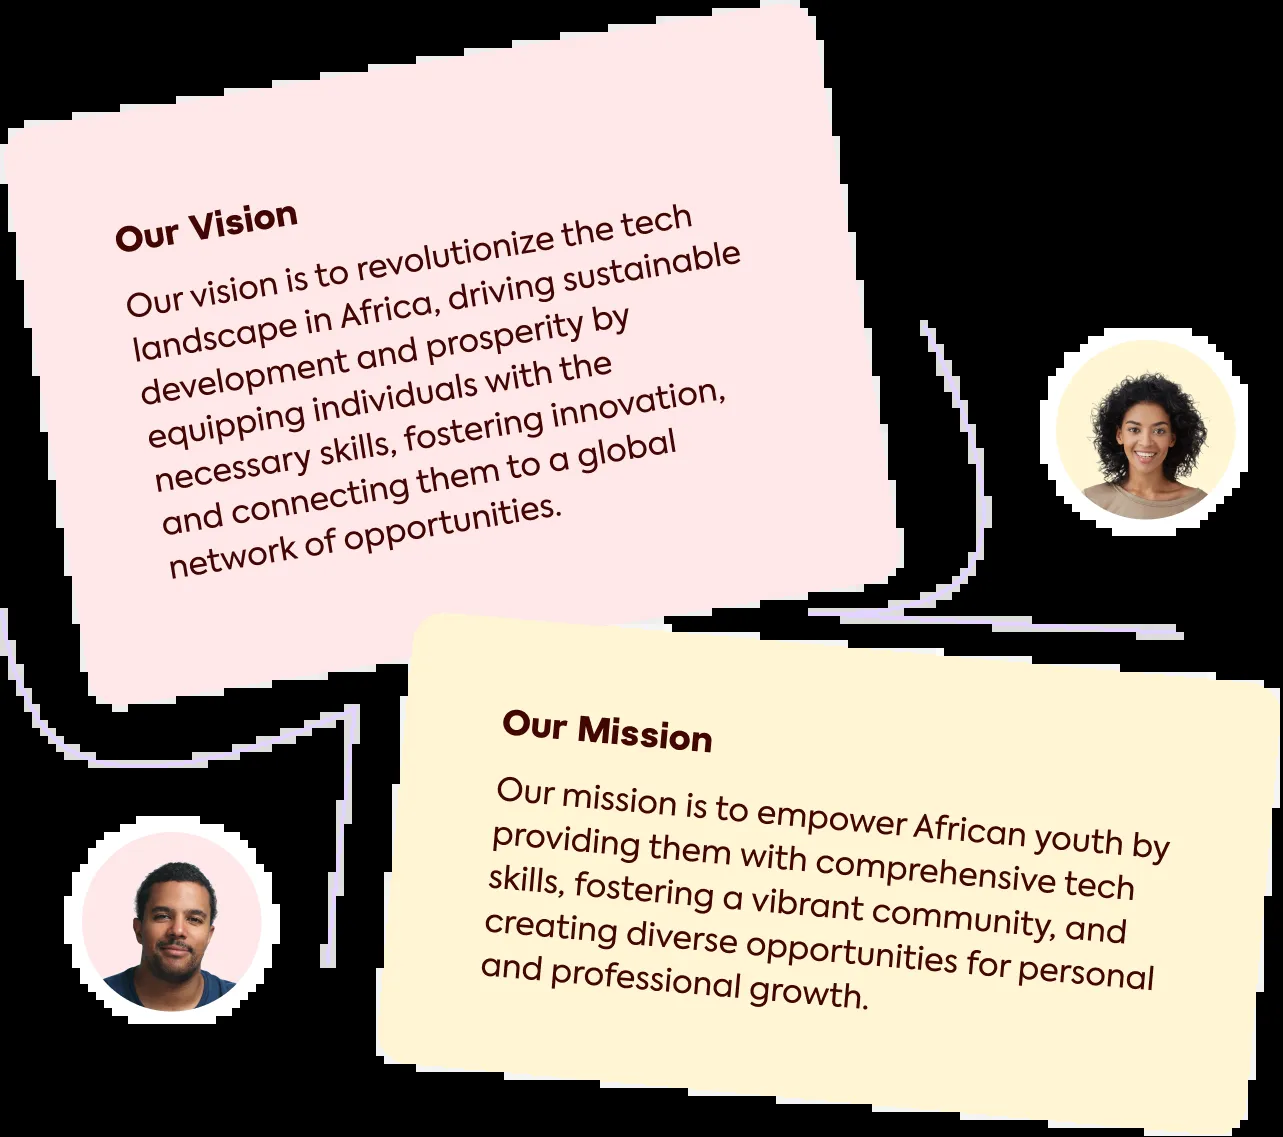 Our Vision
Our vision is to revolutionize the tech
landscape in Africa, driving sustainable
development and prosperity by
equipping individuals with the
necessary skills, fostering innovation,
and connecting them to a global
network of opportunities.
Our Mission
Our mission is to empower African youth by
providing them with comprehensive tech
skills, fostering a vibrant community, and
creating diverse opportunities for personal
and professional growth.